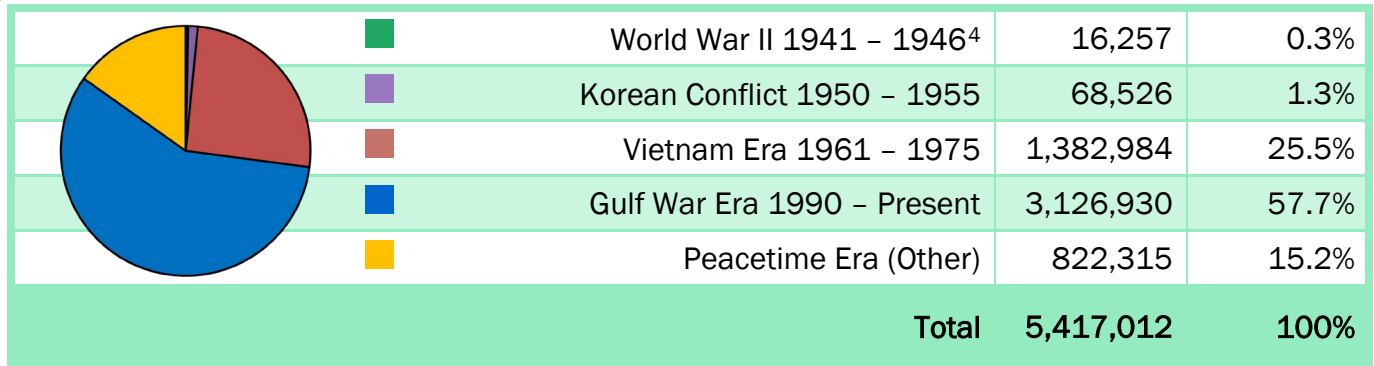 World War II 1941 – 1946⁴ 16,257 0.3%
Korean Conflict 1950 – 1955 68,526 1.3%
Vietnam Era 1961 – 1975 1,382,984 25.5%
Gulf War Era 1990 – Present 3,126,930 57.7%
Peacetime Era (Other) 822,315 15.2%
Total 5,417,012 100%